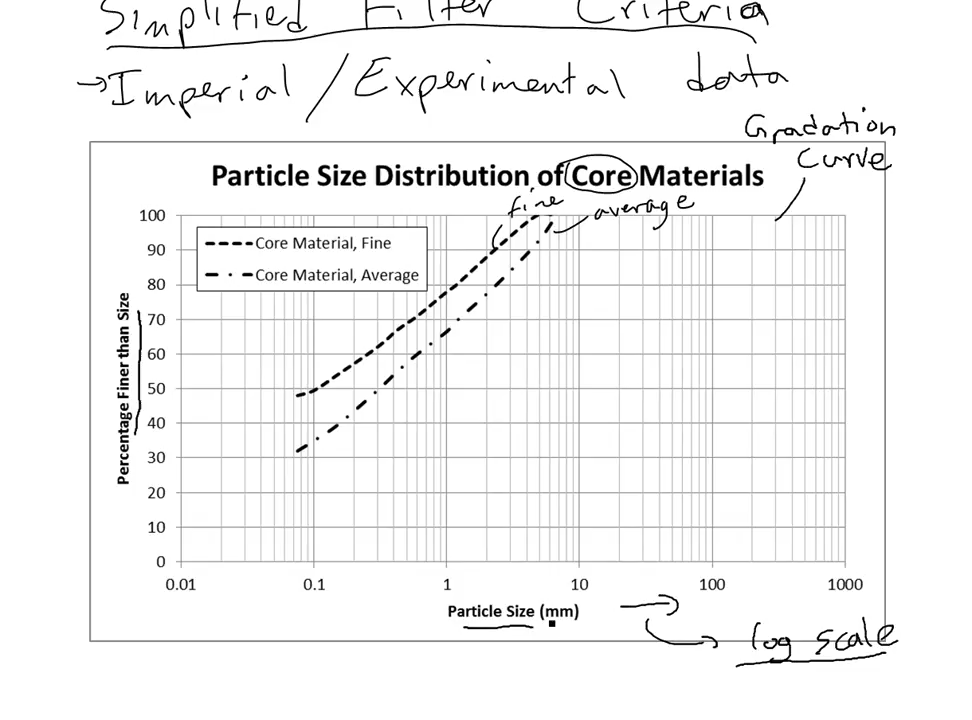 Simplified Filter Criteria
→ Imperial / Experimental data
Gradation
Curve
Particle Size Distribution of Core Materials
fine
average
Core Material, Fine
Core Material, Average
Percentage Finer than Size
100
90
80
70
60
50
40
30
20
10
0
0.01 0.1 1 10 100 1000
Particle Size (mm)
log scale